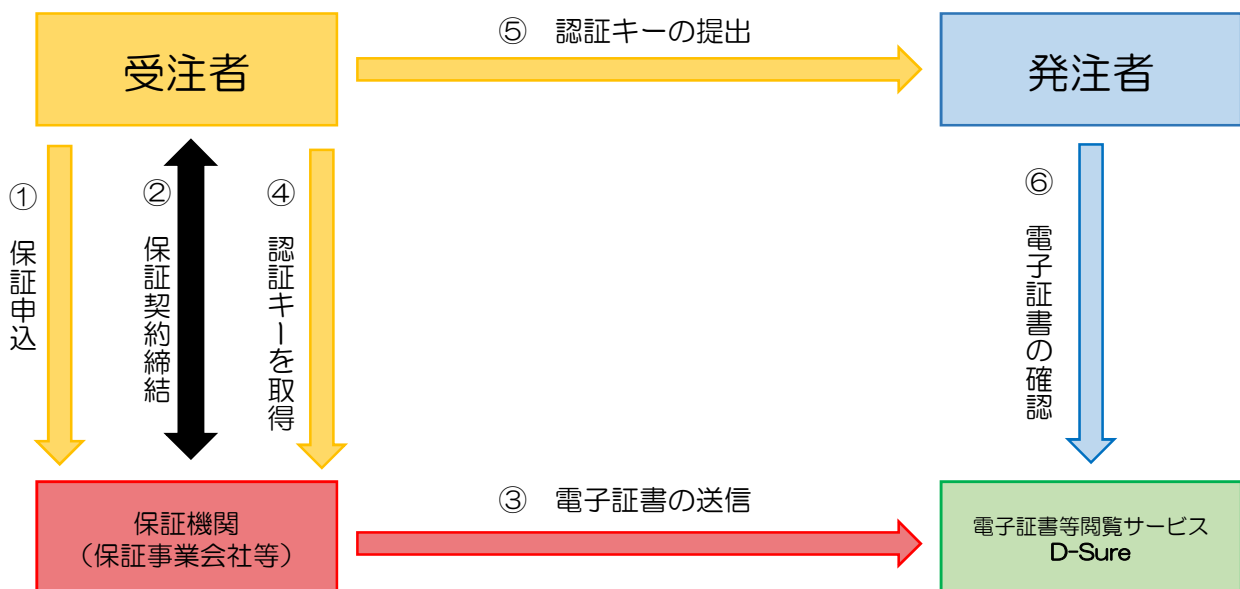 受注者
⑤ 認証キーの提出
発注者
① 保証申込
② 保証契約締結
④ 認証キーを取得
⑥ 電子証書の確認
保証機関
（保証事業会社等）
③ 電子証書の送信
電子証書等閲覧サービス
D-Sure